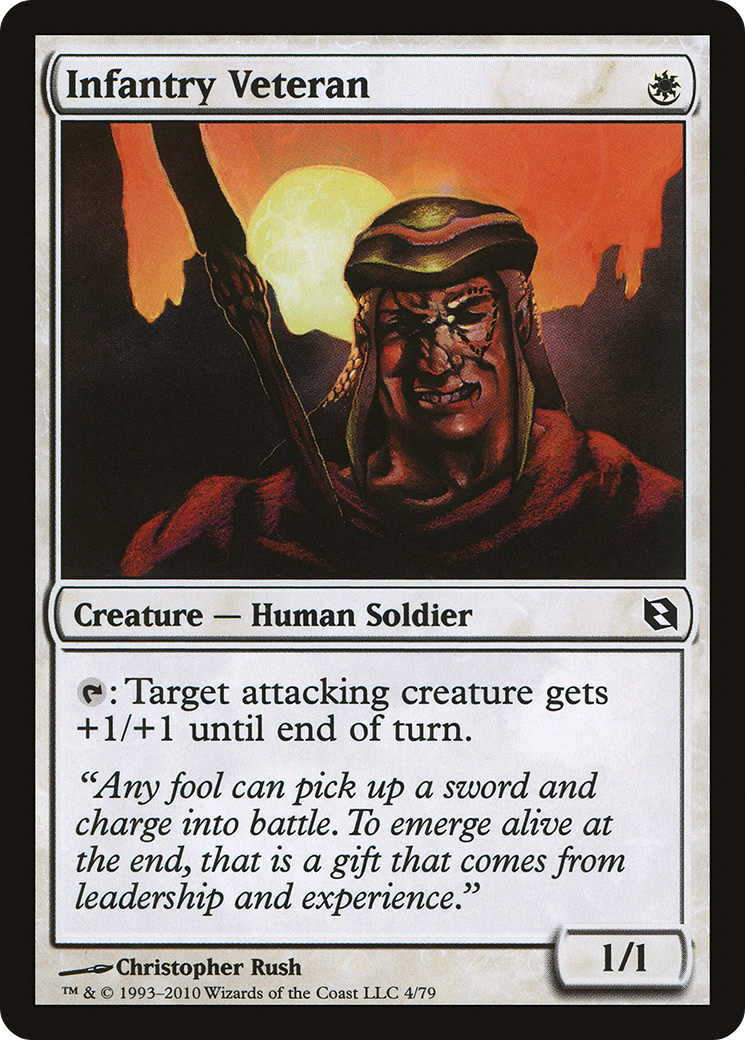 Infantry Veteran
Creature — Human Soldier
: Target attacking creature gets
+1/+1 until end of turn.
“Any fool can pick up a sword and
charge into battle. To emerge alive at
the end, that is a gift that comes from
leadership and experience.”
1/1
Christopher Rush
™ & © 1993–2010 Wizards of the Coast LLC 4/79